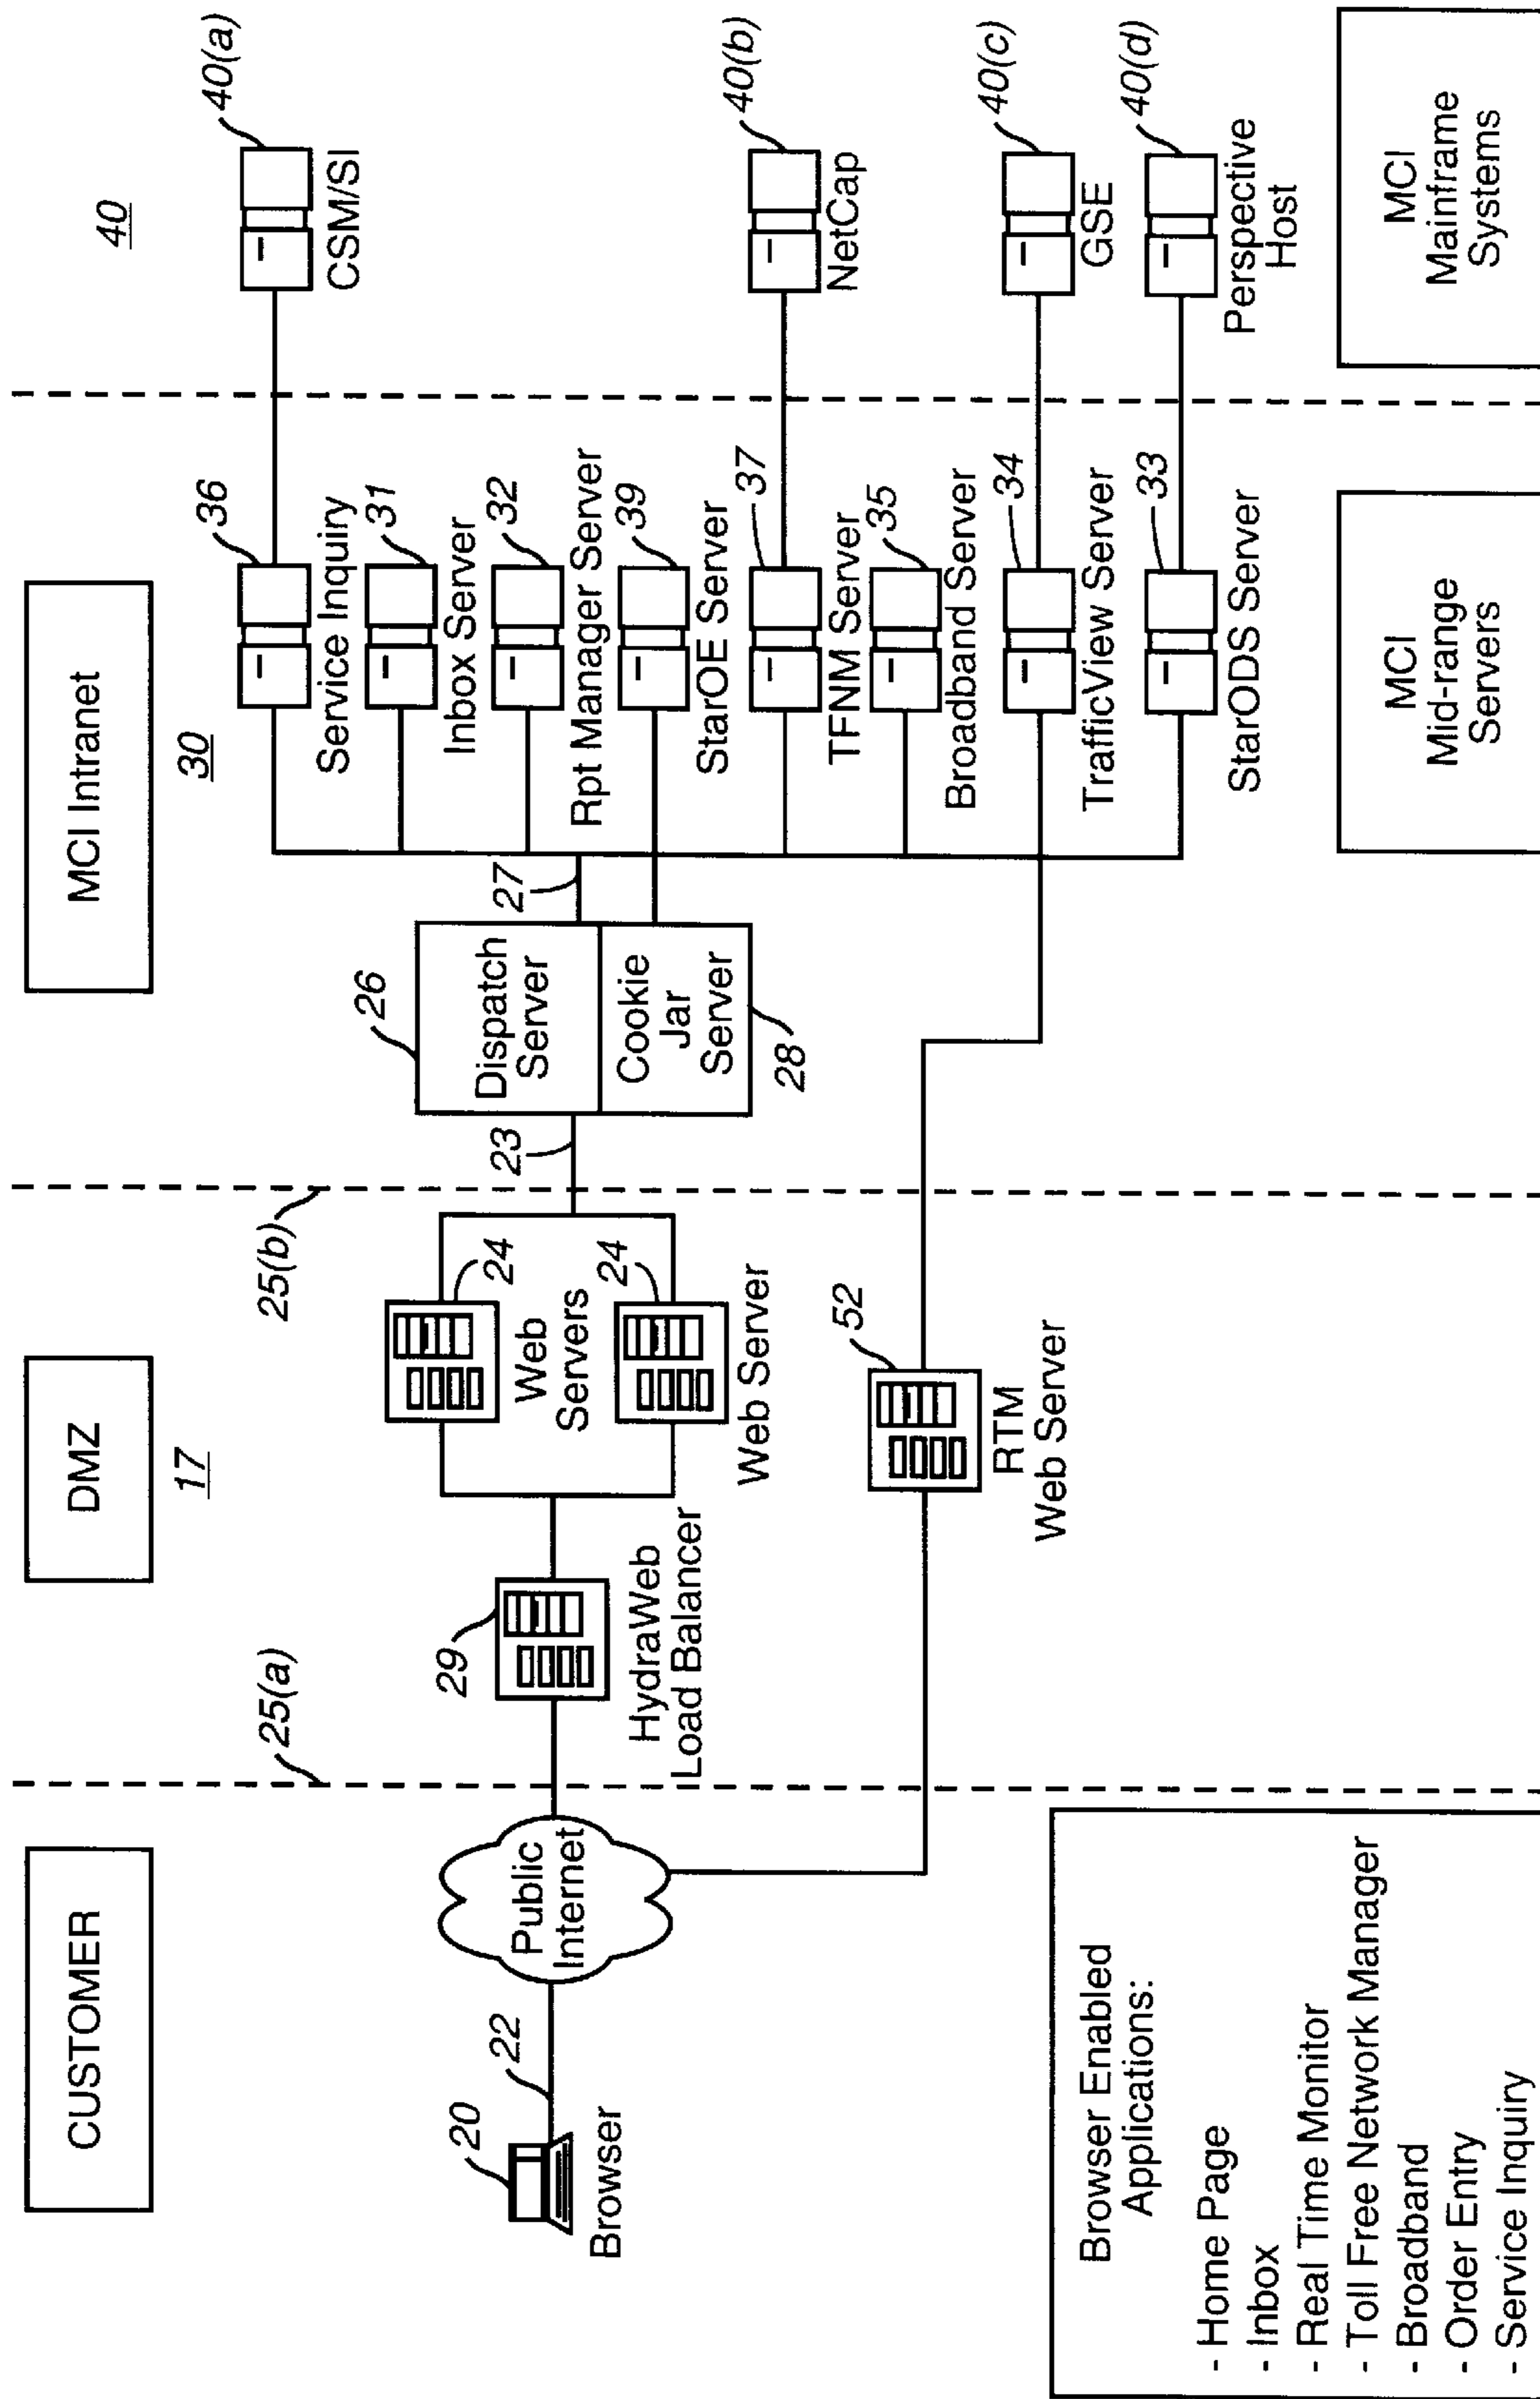 CUSTOMER
DMZ
MCI Intranet
17
30
40
25(a)
25(b)
20
22
Browser
Public
Internet
29
HydraWeb
Load Balancer
24
Web
Servers
24
Web Server
52
RTM
Web Server
23
26
Dispatch
Server
Cookie
Jar
Server
28
27
36
Service Inquiry
31
Inbox Server
32
Rpt Manager Server
39
StarOE Server
37
TFNM Server
35
Broadband Server
34
TrafficView Server
33
StarODS Server
40(a)
CSM/SI
40(b)
NetCap
40(c)
GSE
40(d)
Perspective
Host
Browser Enabled
Applications:
- Home Page
- Inbox
- Real Time Monitor
- Toll Free Network Manager
- Broadband
- Order Entry
- Service Inquiry
MCI
Mid-range
Servers
MCI
Mainframe
Systems